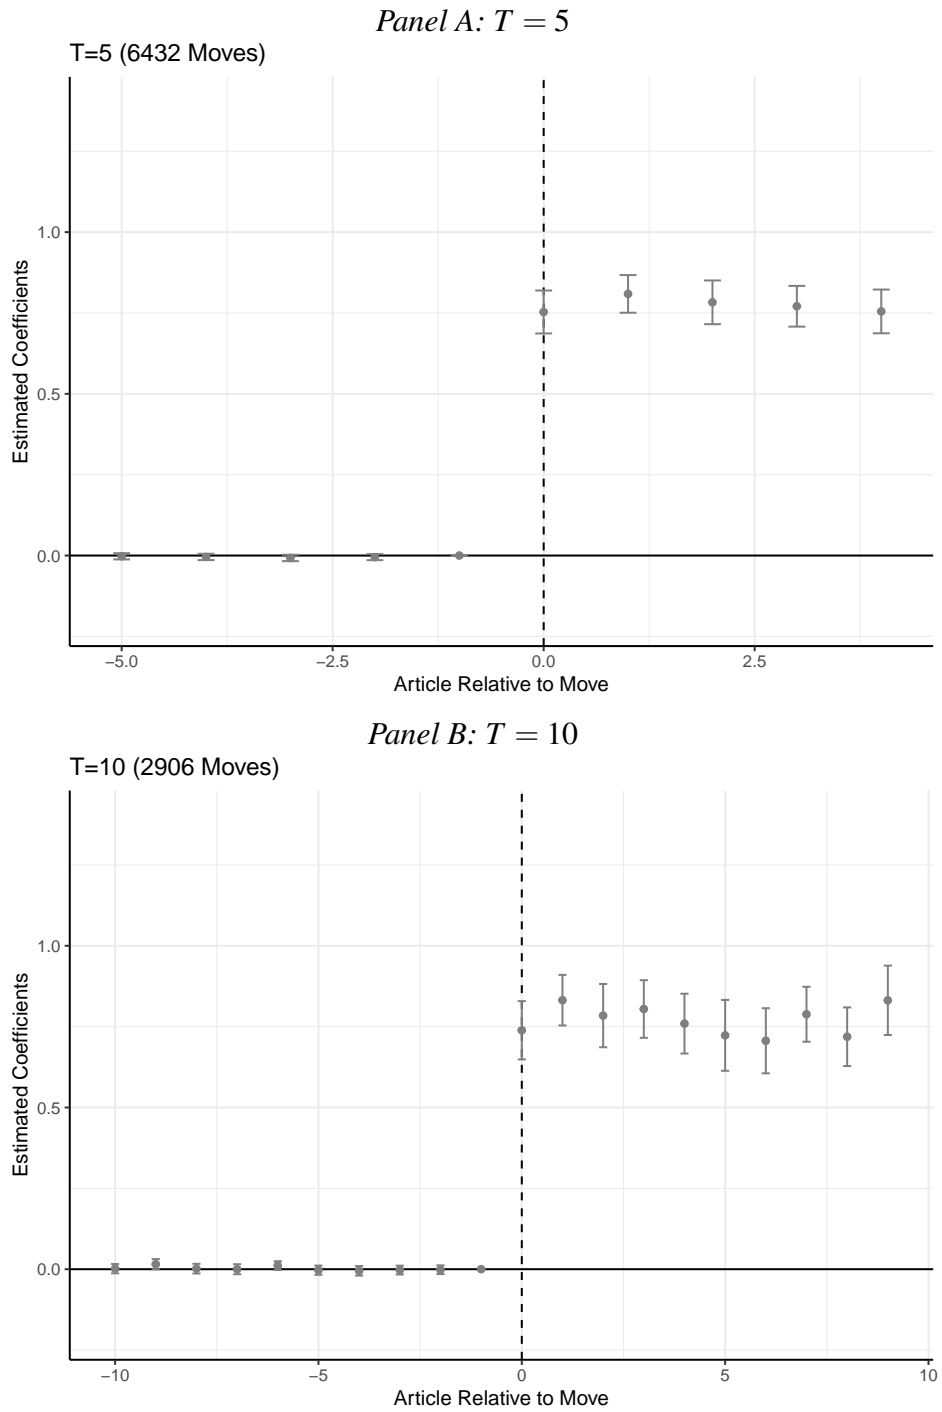 Panel A: T = 5
T=5 (6432 Moves)
1.0
0.5
0.0
Estimated Coefficients
−5.0 −2.5 0.0 2.5
Article Relative to Move
Panel B: T = 10
T=10 (2906 Moves)
1.0
0.5
0.0
Estimated Coefficients
−10 −5 0 5 10
Article Relative to Move